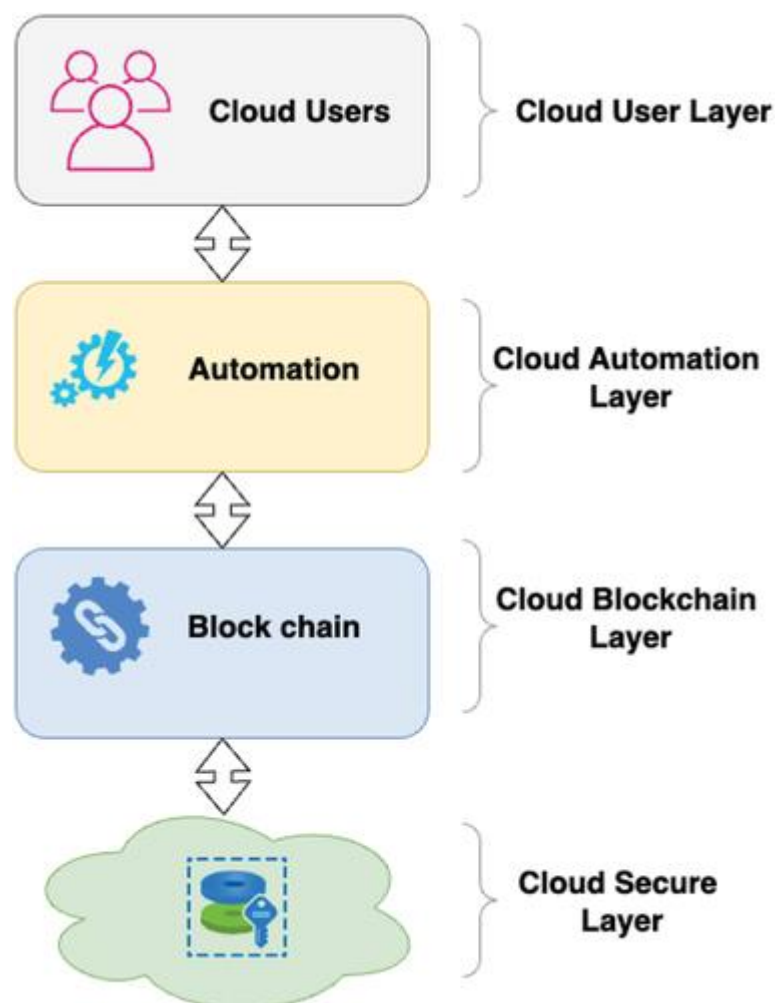 Cloud Users
Cloud User Layer
Automation
Cloud Automation
Layer
Block chain
Cloud Blockchain
Layer
Cloud Secure
Layer